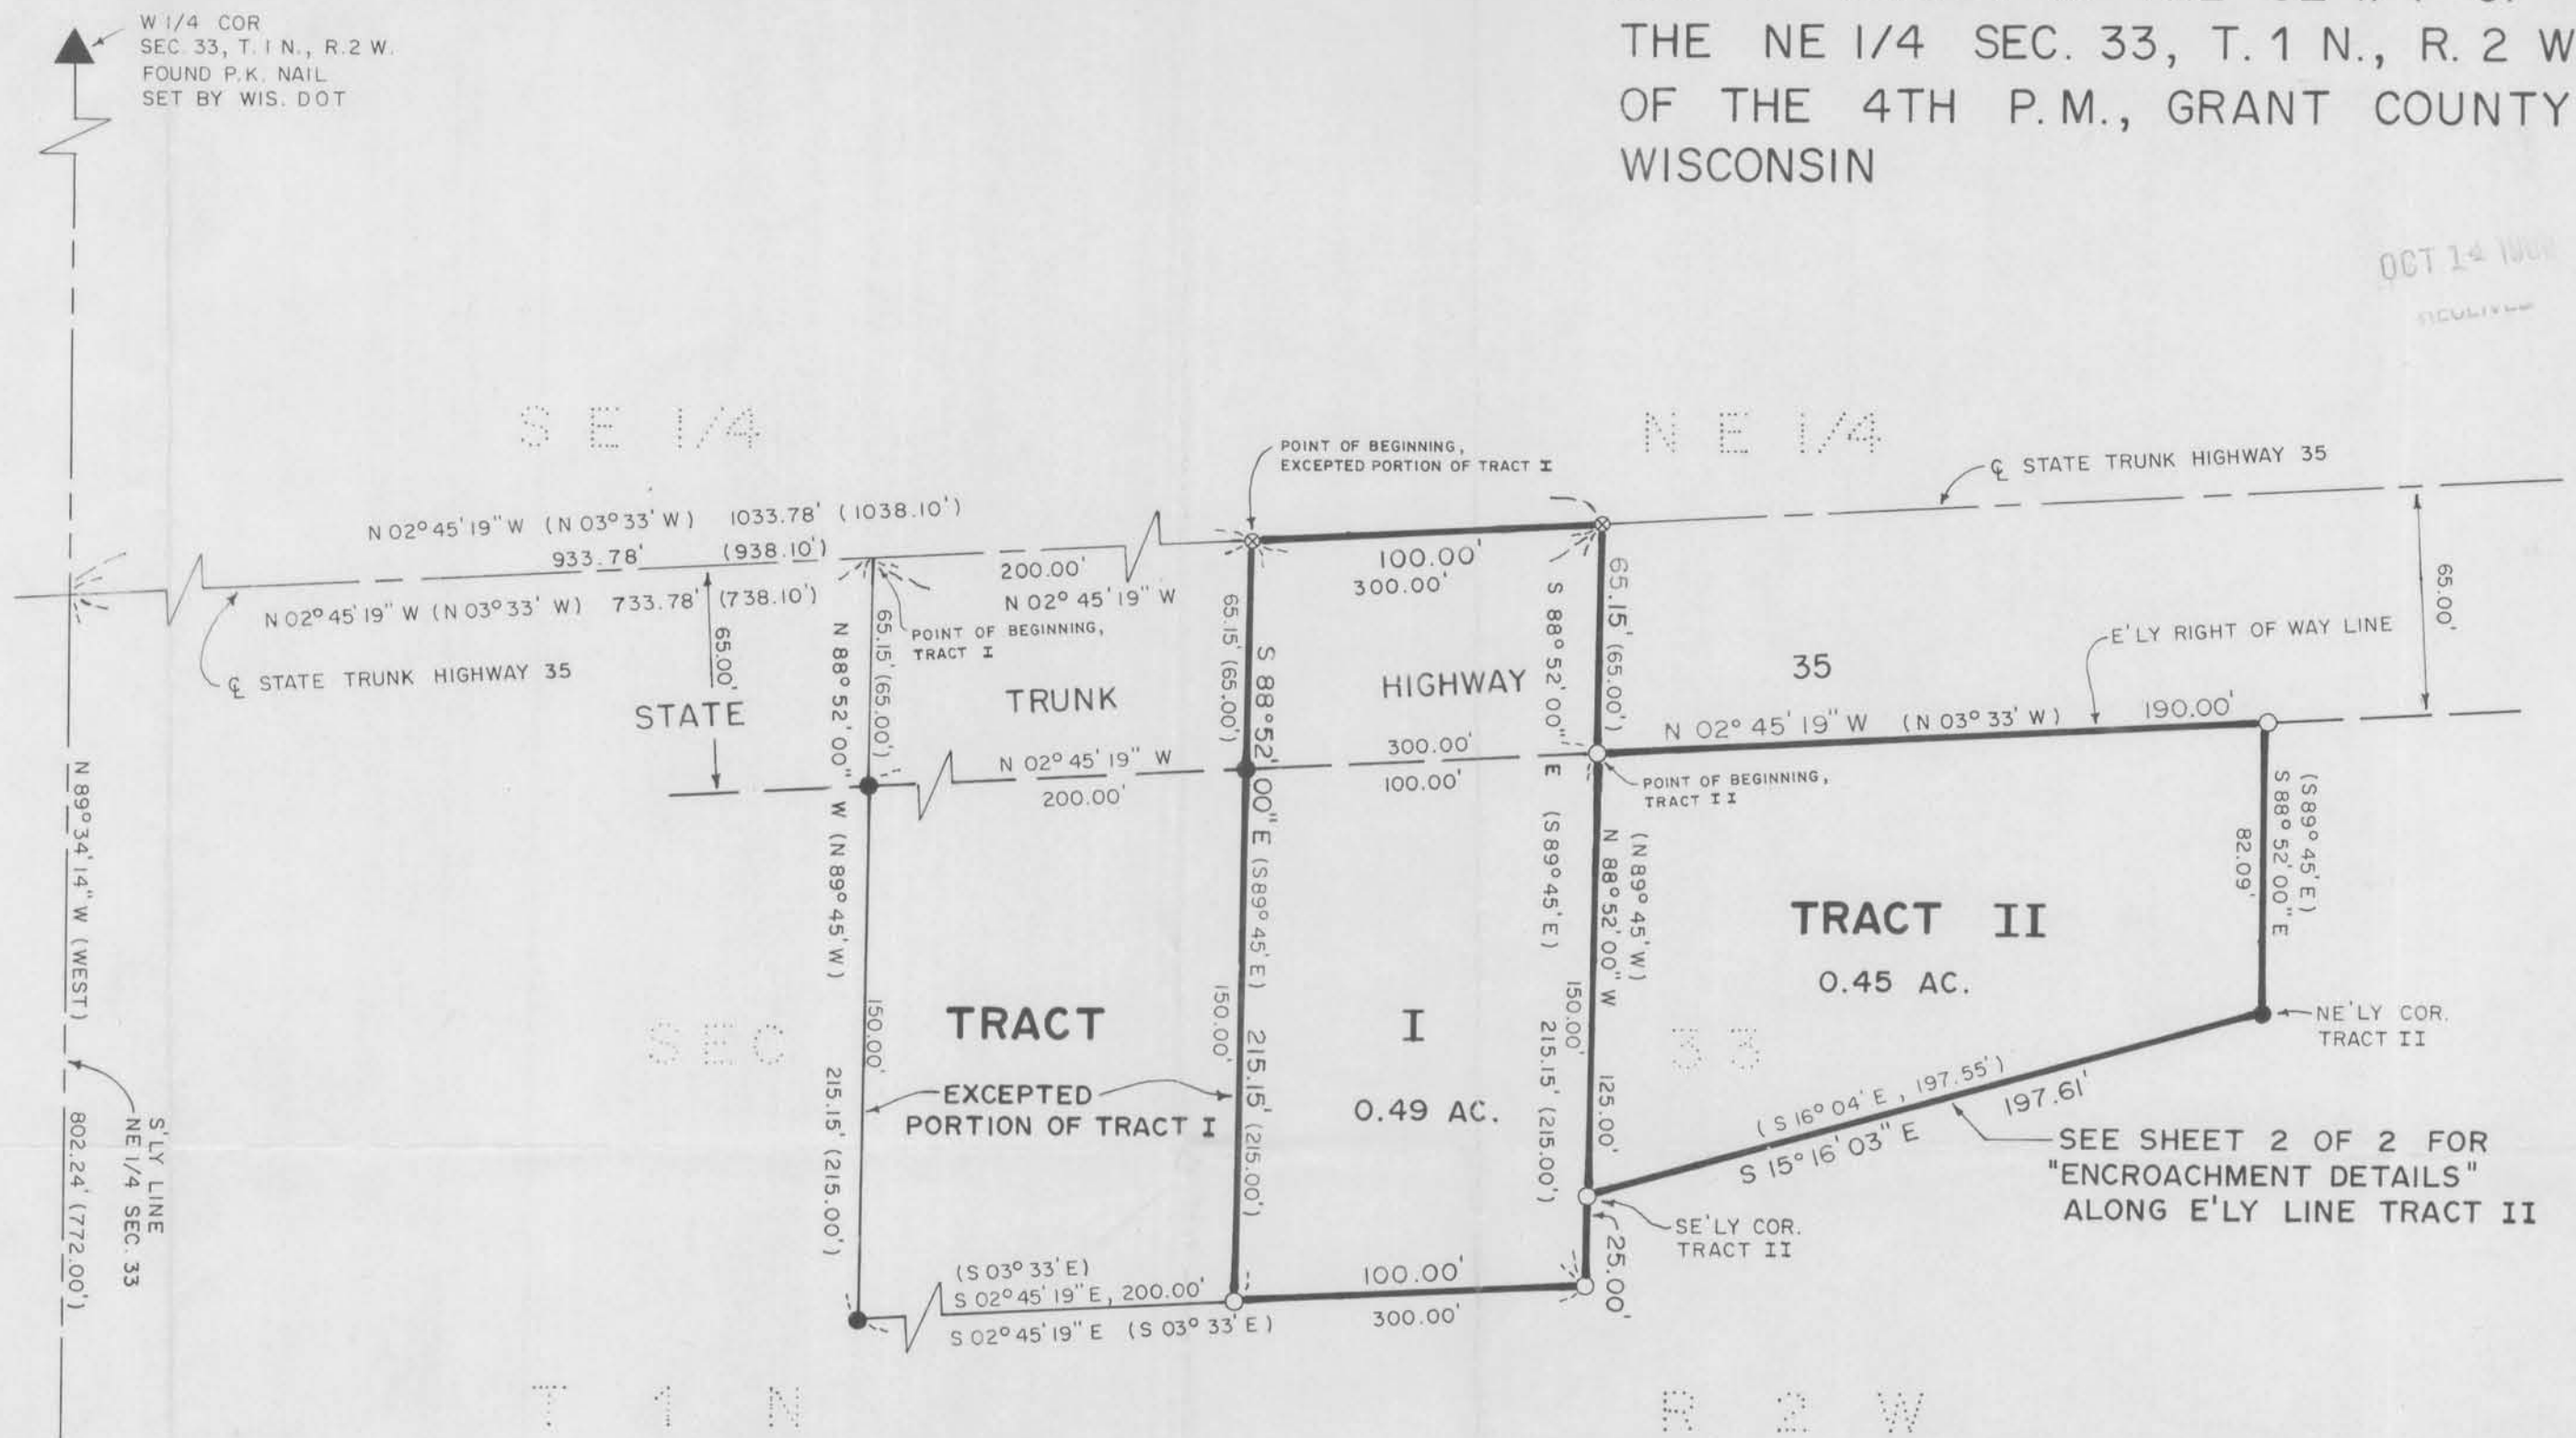 W 1/4 COR
SEC. 33, T. 1 N., R. 2 W.
FOUND P.K. NAIL
SET BY WIS. DOT
THE NE 1/4 SEC. 33, T. 1 N., R. 2 W
OF THE 4TH P.M., GRANT COUNTY
WISCONSIN
OCT 14
S E 1/4
N E 1/4
POINT OF BEGINNING,
EXCEPTED PORTION OF TRACT I
℄ STATE TRUNK HIGHWAY 35
N 02° 45' 19" W (N 03° 33' W) 1033.78' (1038.10')
933.78' (938.10')
N 02° 45' 19" W (N 03° 33' W) 733.78' (738.10')
℄ STATE TRUNK HIGHWAY 35
65.00'
STATE
200.00'
N 02° 45' 19" W
POINT OF BEGINNING,
TRACT I
TRUNK
100.00'
300.00'
HIGHWAY
35
E'LY RIGHT OF WAY LINE
65.00'
N 02° 45' 19" W (N 03° 33' W) 190.00'
N 02° 45' 19" W
200.00'
300.00'
100.00'
POINT OF BEGINNING,
TRACT II
N 88° 52' 00" W (N 89° 45' W) 215.15' (215.00')
65.15' (65.00')
150.00'
65.15' (65.00')
150.00'
S 88° 52' 00" E (S 89° 45' E) 215.15' (215.00')
S 88° 52' 00" E (S 89° 45' E) 215.15' (215.00')
150.00'
65.15' (65.00')
(N 89° 45' W)
N 88° 52' 00" W 125.00'
25.00'
(S 89° 45' E)
S 88° 52' 00" E
82.09'
TRACT II
0.45 AC.
NE'LY COR.
TRACT II
SEC
33
TRACT
I
EXCEPTED
PORTION OF TRACT I
0.49 AC.
(S 16° 04' E, 197.55')
197.61'
S 15° 16' 03" E
SEE SHEET 2 OF 2 FOR
"ENCROACHMENT DETAILS"
ALONG E'LY LINE TRACT II
SE'LY COR.
TRACT II
(S 03° 33' E)
S 02° 45' 19" E, 200.00'
S 02° 45' 19" E (S 03° 33' E)
100.00'
300.00'
N 89° 34' 14" W (WEST)
802.24' (772.00')
S'LY LINE
NE 1/4 SEC. 33
T 1 N
R 2 W